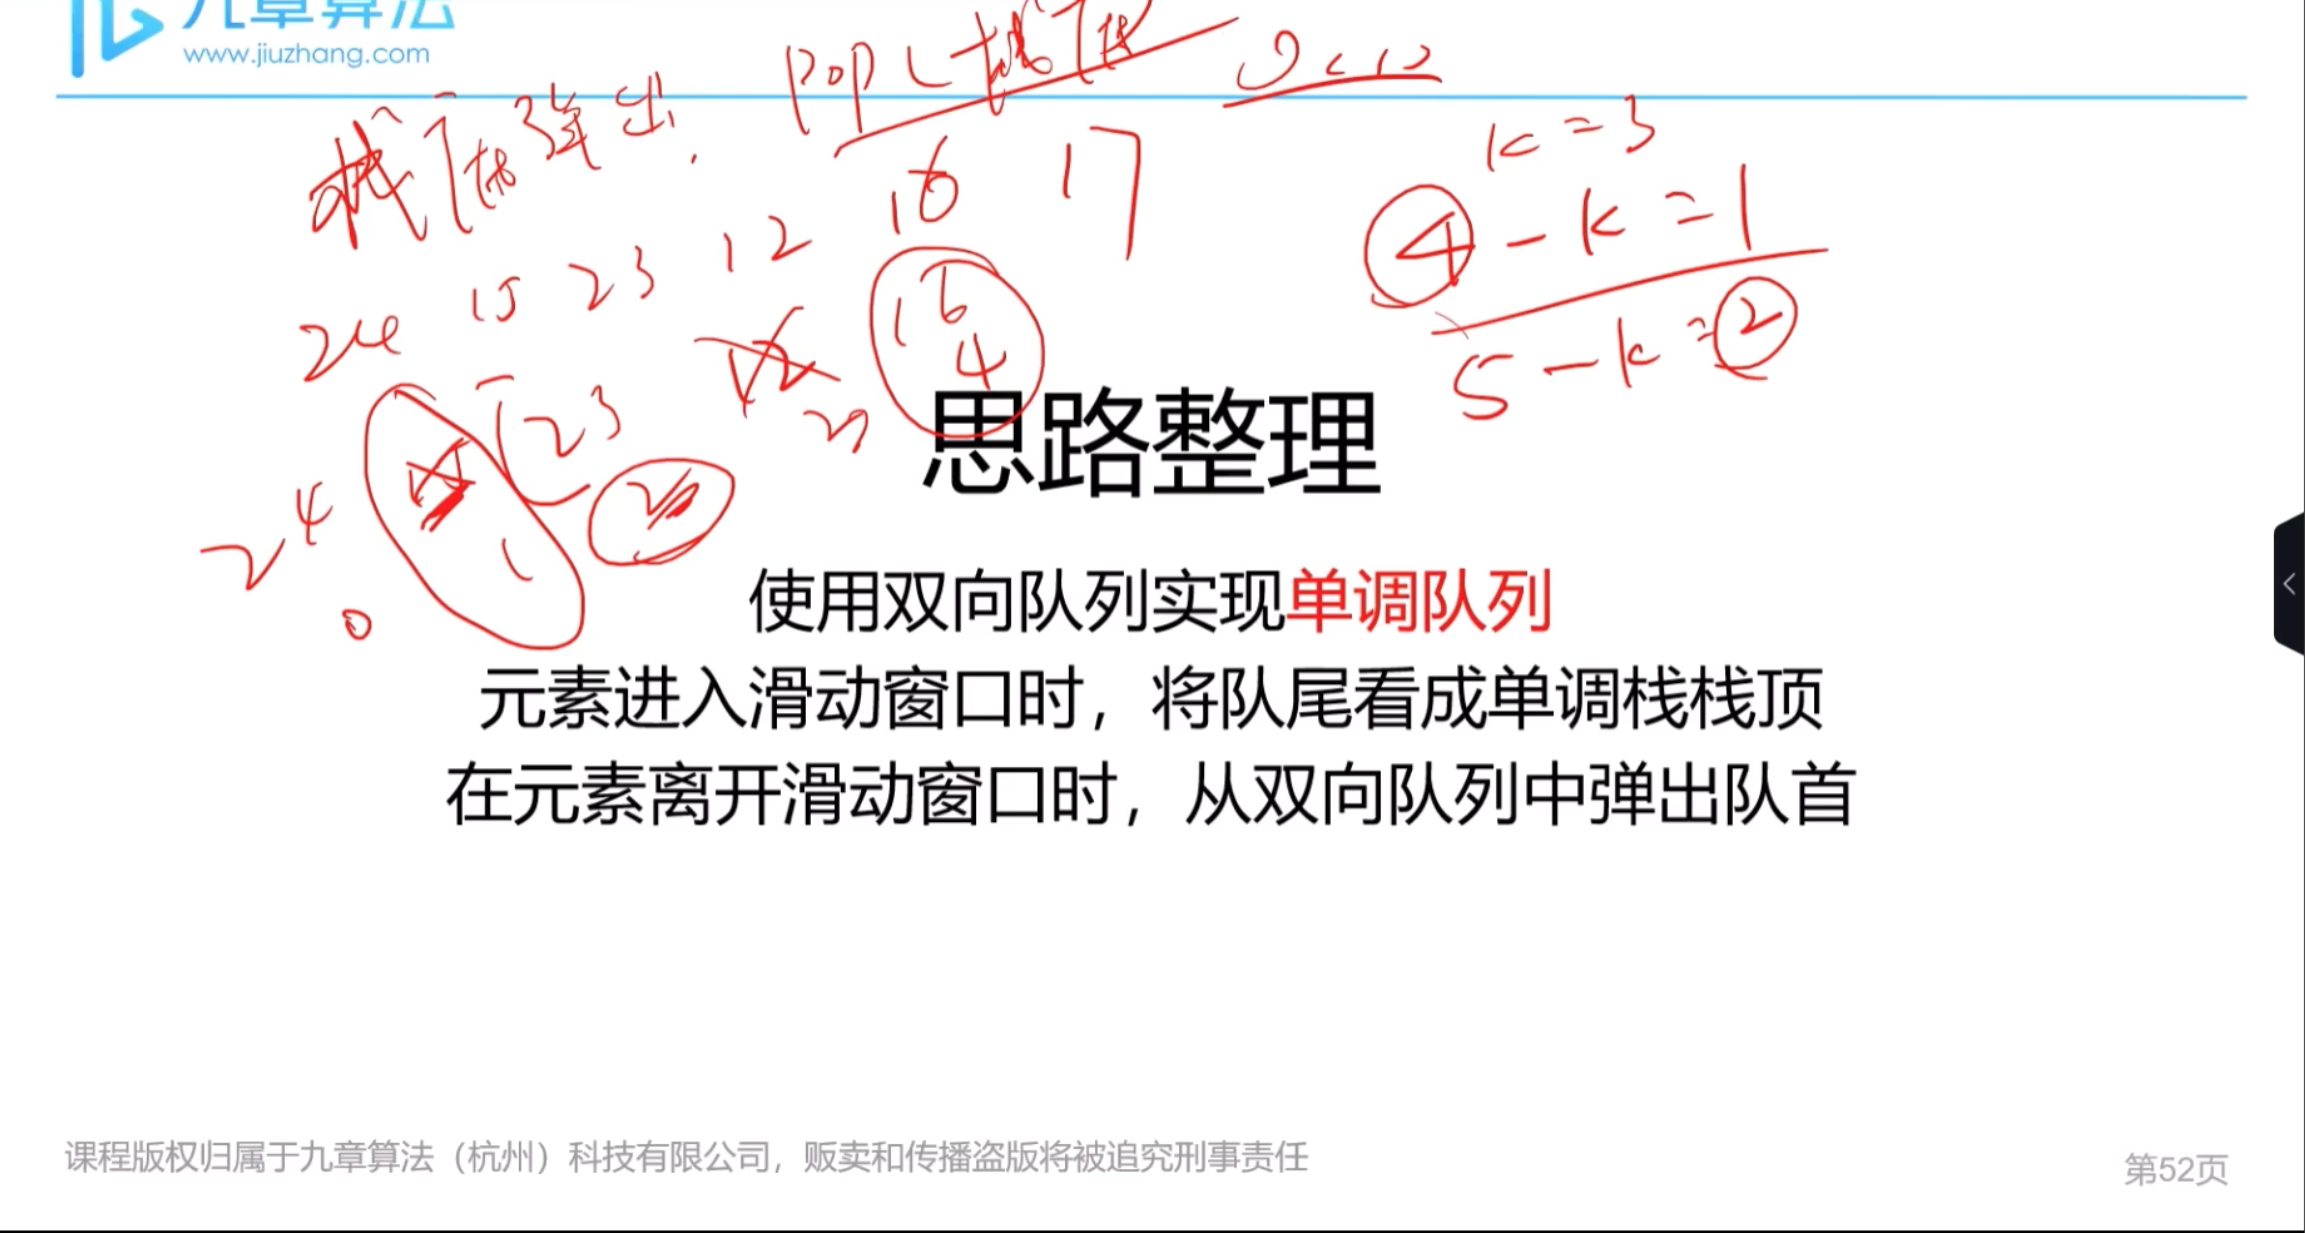 九章算法
www.jiuzhang.com
栈底弹出. pop(栈底) O(1)
k = 3
16 17
4 - k = 1
24 15 23 12
16
4
5 - k = 2
23
24
1
0
思路整理
使用双向队列实现单调队列
元素进入滑动窗口时，将队尾看成单调栈栈顶
在元素离开滑动窗口时，从双向队列中弹出队首
课程版权归属于九章算法（杭州）科技有限公司，贩卖和传播盗版将被追究刑事责任
第52页